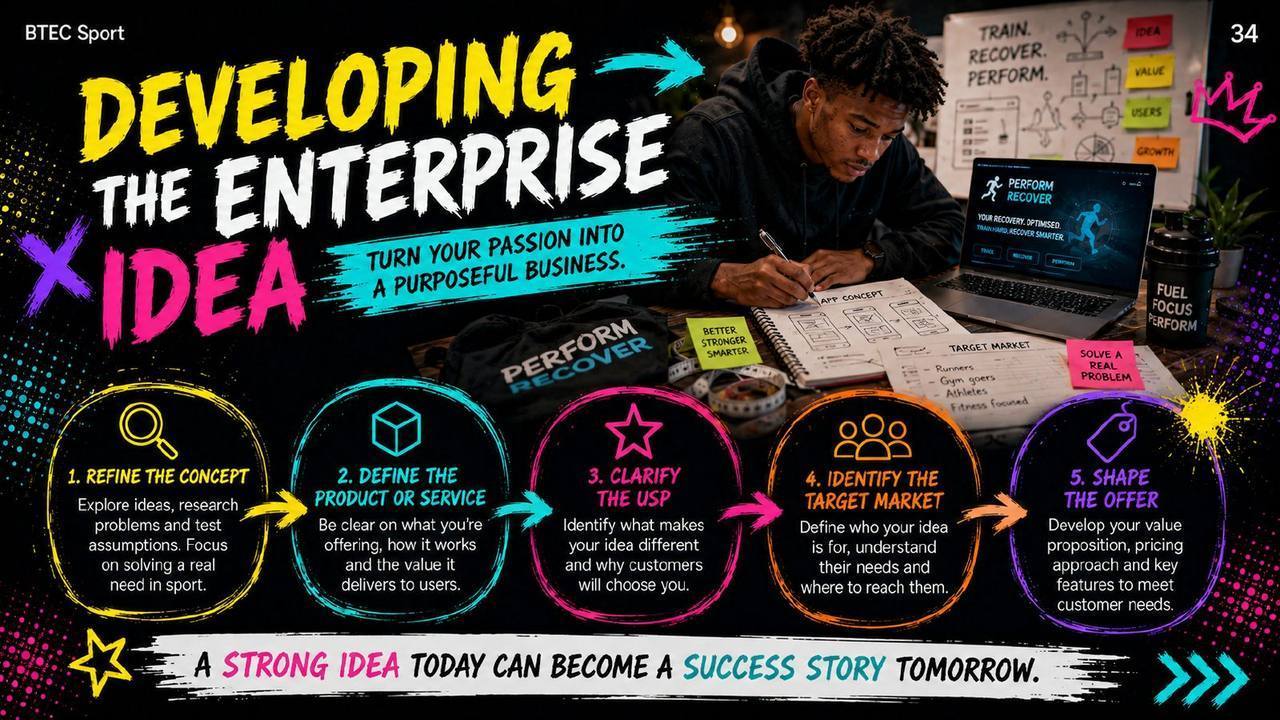 BTEC Sport
34
DEVELOPING
THE ENTERPRISE
IDEA
TURN YOUR PASSION INTO
A PURPOSEFUL BUSINESS.
TRAIN.
RECOVER.
PERFORM.
IDEA
VALUE
USERS
GROWTH
PERFORM
RECOVER
YOUR RECOVERY. OPTIMISED.
TRAIN HARD. RECOVER SMARTER.
TRACK
RECOVER
PERFORM
FUEL
FOCUS
PERFORM
APP CONCEPT
BETTER
STRONGER
SMARTER
PERFORM
RECOVER
TARGET MARKET
- Runners
- Gym goers
- Athletes
- Fitness focused
SOLVE A
REAL
PROBLEM
1. REFINE THE CONCEPT
Explore ideas, research
problems and test
assumptions. Focus
on solving a real
need in sport.
2. DEFINE THE
PRODUCT OR SERVICE
Be clear on what you're
offering, how it works
and the value it
delivers to users.
3. CLARIFY
THE USP
Identify what makes
your idea different
and why customers
will choose you.
4. IDENTIFY THE
TARGET MARKET
Define who your idea
is for, understand
their needs and
where to reach them.
5. SHAPE
THE OFFER
Develop your value
proposition, pricing
approach and key
features to meet
customer needs.
A STRONG IDEA TODAY CAN BECOME A SUCCESS STORY TOMORROW.